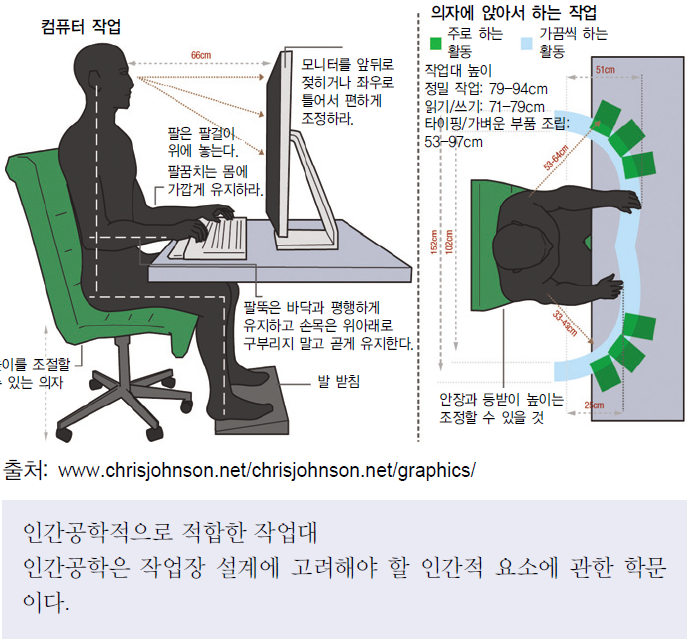 컴퓨터 작업
66cm
모니터를 앞뒤로
젖히거나 좌우로
틀어서 편하게
조정하라.
팔은 팔걸이
위에 놓는다.
팔꿈치는 몸에
가깝게 유지하라.
팔뚝은 바닥과 평행하게
유지하고 손목은 위아래로
구부리지 말고 곧게 유지한다.
이를 조절할
있는 의자
발 받침
의자에 앉아서 하는 작업
주로 하는
활동
가끔씩 하는
활동
작업대 높이
정밀 작업: 79-94cm
읽기/쓰기: 71-79cm
타이핑/가벼운 부품 조립:
53-97cm
51cm
53-64cm
152cm
102cm
33-43cm
25cm
안장과 등받이 높이는
조정할 수 있을 것
출처: www.chrisjohnson.net/chrisjohnson.net/graphics/
인간공학적으로 적합한 작업대
인간공학은 작업장 설계에 고려해야 할 인간적 요소에 관한 학문
이다.